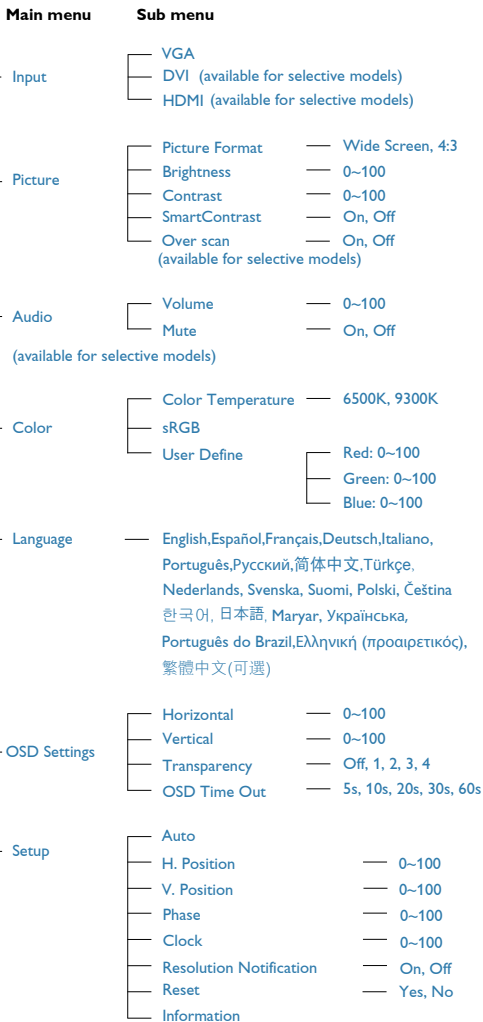 Main menu Sub menu
VGA
Input DVI (available for selective models)
HDMI (available for selective models)
Picture Format Wide Screen, 4:3
Picture Brightness 0~100
Contrast 0~100
SmartContrast On, Off
Over scan On, Off
(available for selective models)
Volume 0~100
Audio Mute On, Off
(available for selective models)
Color Temperature 6500K, 9300K
Color sRGB
User Define Red: 0~100
Green: 0~100
Blue: 0~100
Language English,Español,Français,Deutsch,Italiano,
Português,Русский,简体中文,Türkçe,
Nederlands, Svenska, Suomi, Polski, Čeština
한국어, 日本語, Maryar, Українська,
Português do Brazil,Ελληνική (προαιρετικός),
繁體中文(可選)
Horizontal 0~100
Vertical 0~100
OSD Settings Transparency Off, 1, 2, 3, 4
OSD Time Out 5s, 10s, 20s, 30s, 60s
Auto
Setup H. Position 0~100
V. Position 0~100
Phase 0~100
Clock 0~100
Resolution Notification On, Off
Reset Yes, No
Information